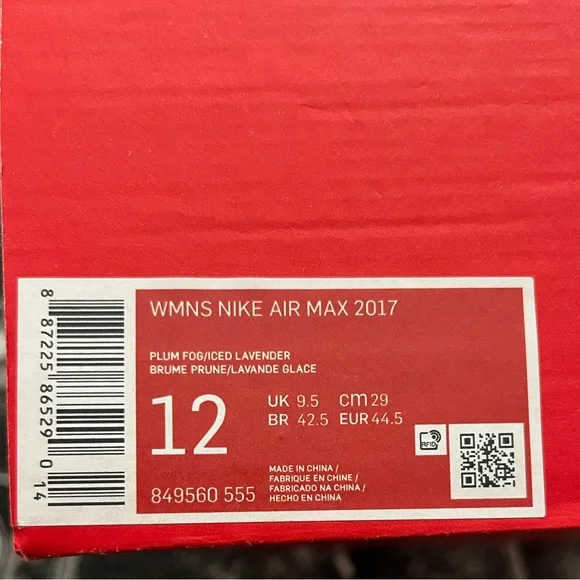 WMNS NIKE AIR MAX 2017
PLUM FOG/ICED LAVENDER
BRUME PRUNE/LAVANDE GLACE
12
UK 9.5 cm 29
BR 42.5 EUR 44.5
849560 555
MADE IN CHINA /
FABRIQUE EN CHINE /
FABRICADO NA CHINA /
HECHO EN CHINA
RFID
8 87225 86529 0 14